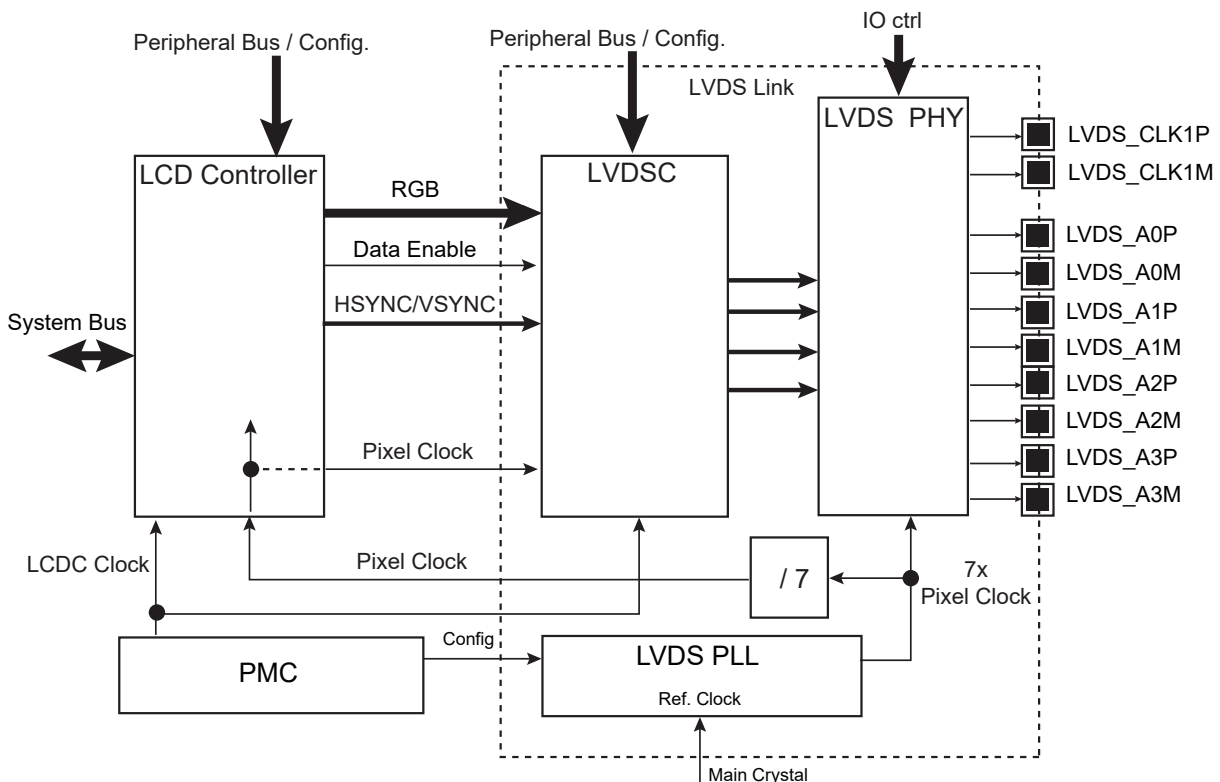 IO ctrl
Peripheral Bus / Config.
Peripheral Bus / Config.
LVDS Link
LVDS PHY
LCD Controller
LVDSC
LVDS_CLK1P
LVDS_CLK1M
RGB
Data Enable
HSYNC/VSYNC
System Bus
LVDS_A0P
LVDS_A0M
LVDS_A1P
LVDS_A1M
LVDS_A2P
LVDS_A2M
LVDS_A3P
LVDS_A3M
Pixel Clock
LCDC Clock
Pixel Clock
/ 7
7x
Pixel Clock
Config
PMC
LVDS PLL
Ref. Clock
Main Crystal